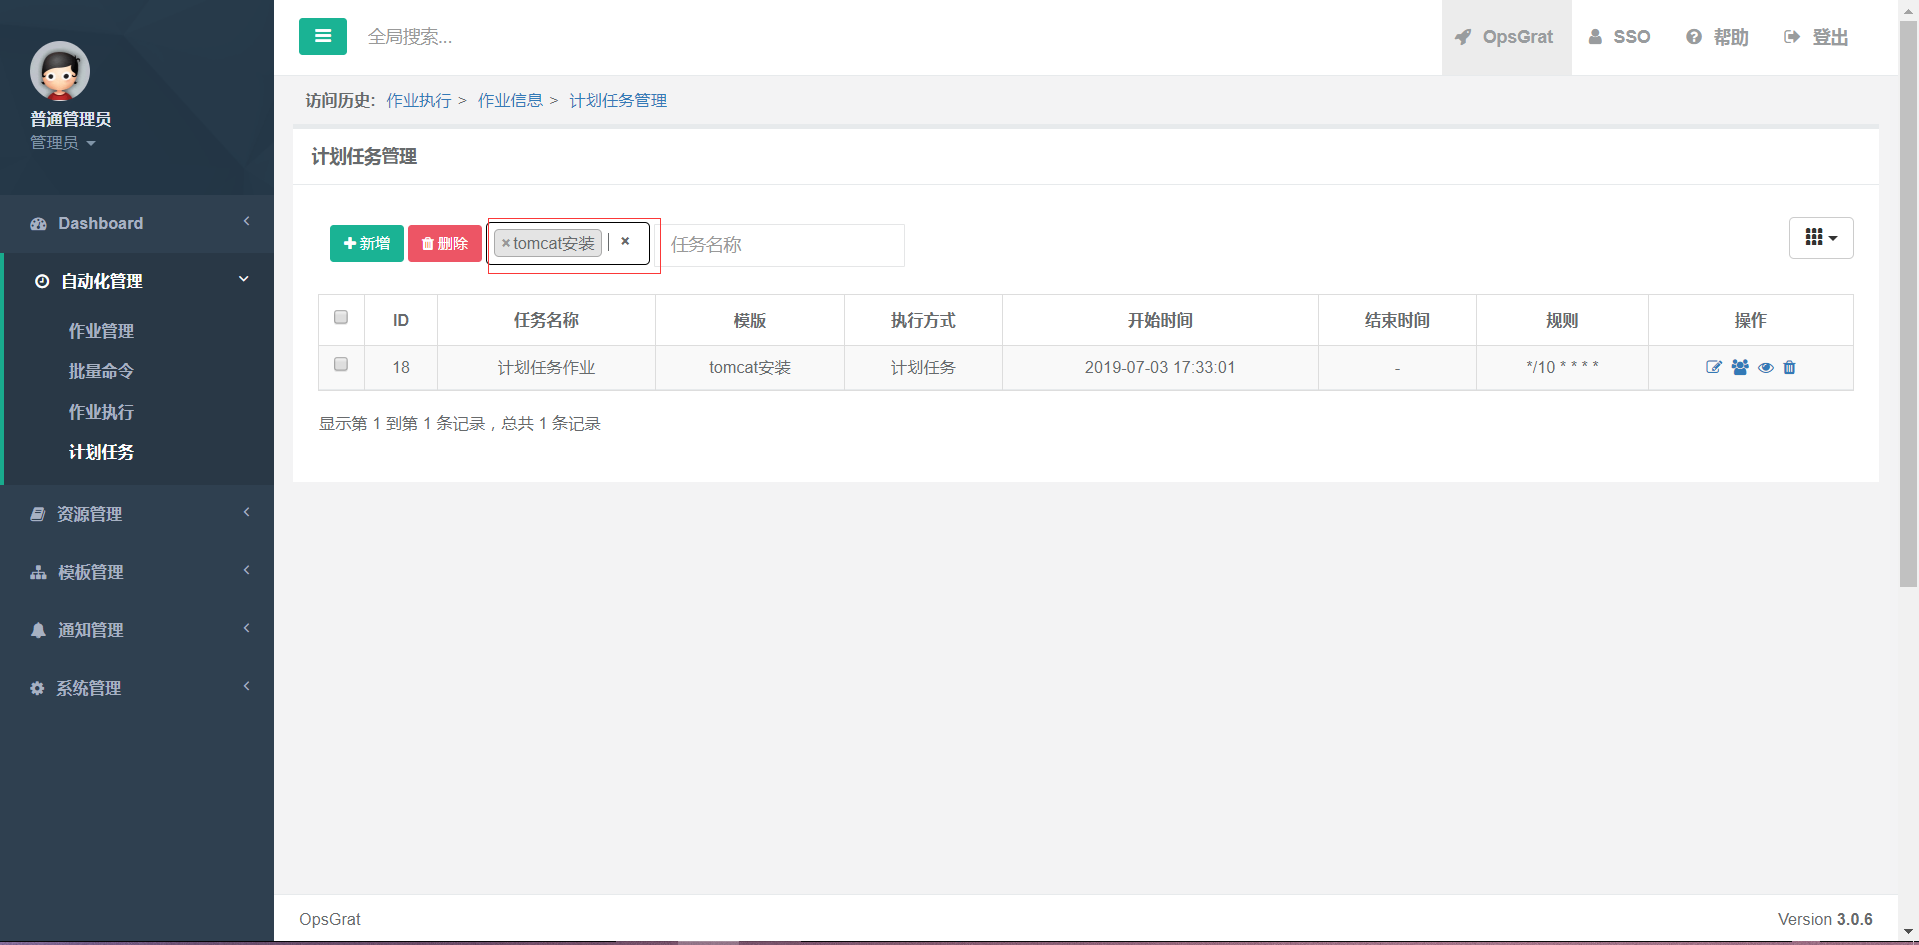 普通管理员
管理员
Dashboard
自动化管理
作业管理
批量命令
作业执行
计划任务
资源管理
模板管理
通知管理
系统管理
全局搜索...
OpsGrat
SSO
帮助
登出
访问历史: 作业执行 > 作业信息 > 计划任务管理
计划任务管理
新增 删除 ×tomcat安装 × 任务名称
ID 任务名称 模版 执行方式 开始时间 结束时间 规则 操作
18 计划任务作业 tomcat安装 计划任务 2019-07-03 17:33:01 - */10 * * * *
显示第 1 到第 1 条记录，总共 1 条记录
OpsGrat
Version 3.0.6